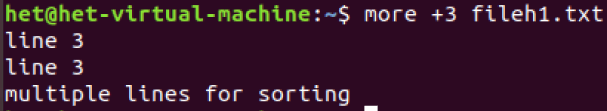 het@het-virtual-machine:~$ more +3 fileh1.txt
line 3
line 3
multiple lines for sorting